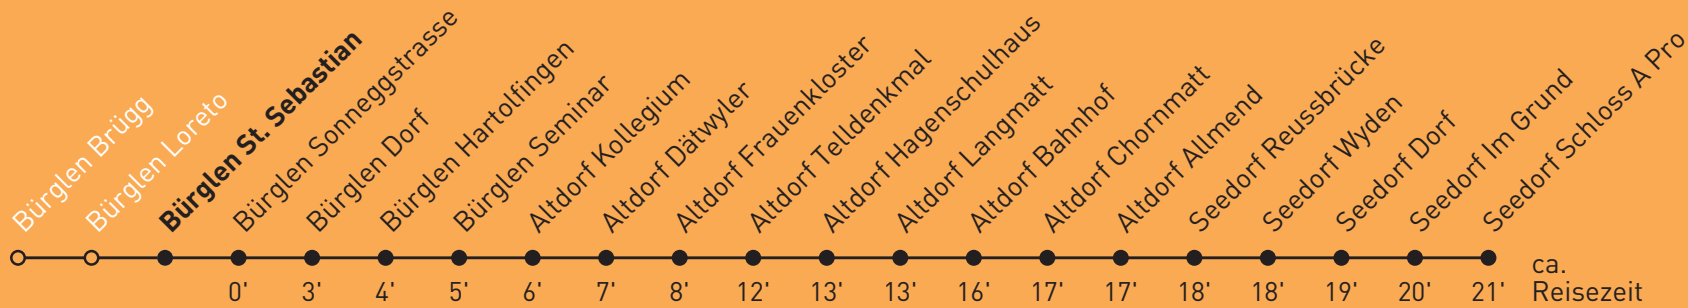 Bürglen Brügg
Bürglen Loreto
Bürglen St. Sebastian
Bürglen Sonneggstrasse
Bürglen Dorf
Bürglen Hartolfingen
Bürglen Seminar
Altdorf Kollegium
Altdorf Dätwyler
Altdorf Frauenkloster
Altdorf Telldenkmal
Altdorf Hagenschulhaus
Altdorf Langmatt
Altdorf Bahnhof
Altdorf Chornmatt
Altdorf Allmend
Seedorf Reussbrücke
Seedorf Wyden
Seedorf Dorf
Seedorf Im Grund
Seedorf Schloss A Pro
0' 3' 4' 5' 6' 7' 8' 12' 13' 13' 16' 17' 17' 18' 18' 19' 20' 21'
ca.
Reisezeit